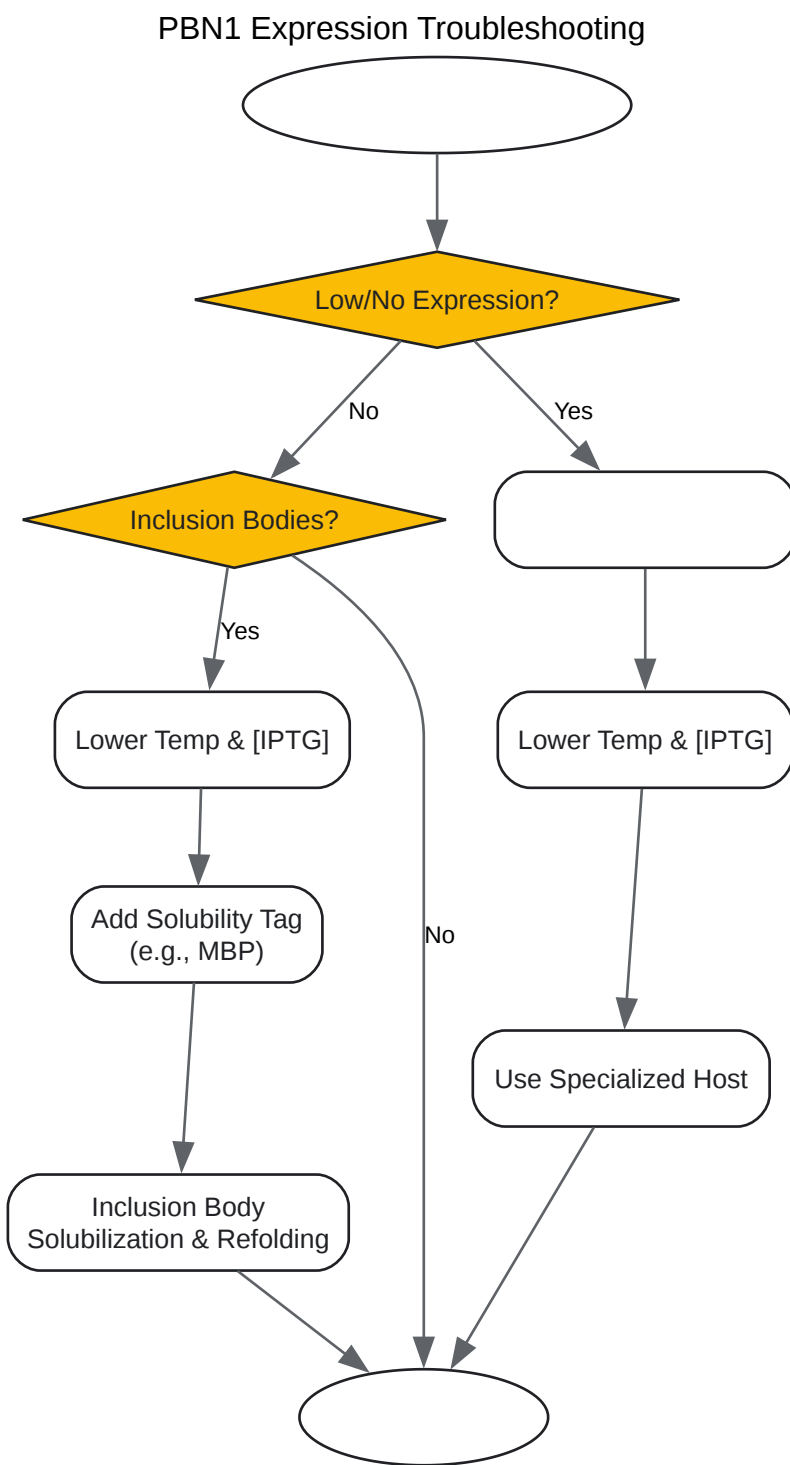 PBN1 Expression Troubleshooting
Low/No Expression?
No
Yes
Inclusion Bodies?
Yes
Lower Temp & [IPTG]
Lower Temp & [IPTG]
Add Solubility Tag
(e.g., MBP)
No
Use Specialized Host
Inclusion Body
Solubilization & Refolding